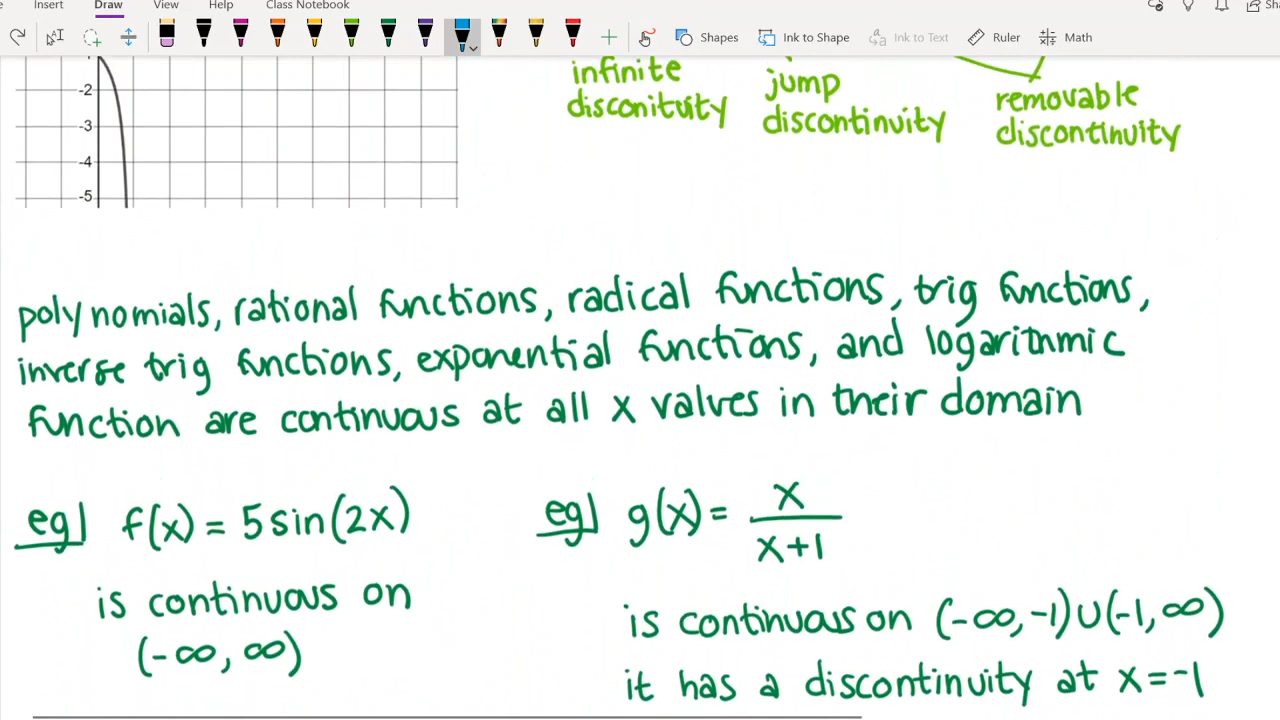 Insert Draw View Help Class Notebook
Shapes Ink to Shape Ink to Text Ruler Math
-2
-3
-4
-5
infinite
disconituity
jump
discontinuity
removable
discontinuity
polynomials, rational functions, radical functions, trig functions,
inverse trig functions, exponential functions, and logarithmic
function are continuous at all x values in their domain
eg) f(x) = 5sin(2x)
is continuous on
(-∞, ∞)
eg) g(x) = x
x+1
is continuous on (-∞, -1)∪(-1, ∞)
it has a discontinuity at x=-1